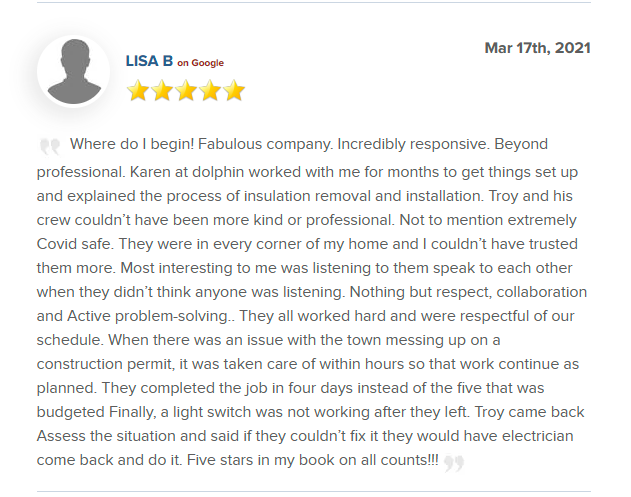 LISA B on Google
Mar 17th, 2021
Where do I begin! Fabulous company. Incredibly responsive. Beyond
professional. Karen at dolphin worked with me for months to get things set up
and explained the process of insulation removal and installation. Troy and his
crew couldn’t have been more kind or professional. Not to mention extremely
Covid safe. They were in every corner of my home and I couldn’t have trusted
them more. Most interesting to me was listening to them speak to each other
when they didn’t think anyone was listening. Nothing but respect, collaboration
and Active problem-solving.. They all worked hard and were respectful of our
schedule. When there was an issue with the town messing up on a
construction permit, it was taken care of within hours so that work continue as
planned. They completed the job in four days instead of the five that was
budgeted Finally, a light switch was not working after they left. Troy came back
Assess the situation and said if they couldn’t fix it they would have electrician
come back and do it. Five stars in my book on all counts!!!